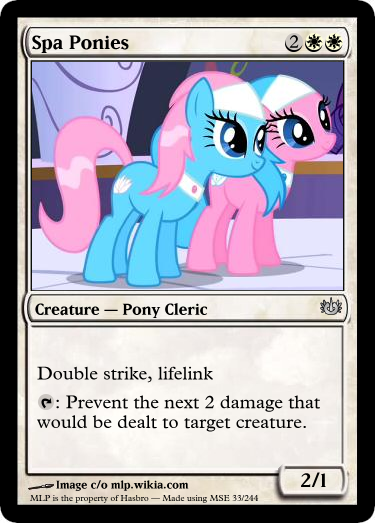 Spa Ponies 2
Creature — Pony Cleric
Double strike, lifelink
: Prevent the next 2 damage that
would be dealt to target creature.
Image c/o mlp.wikia.com
2/1
MLP is the property of Hasbro — Made using MSE 33/244